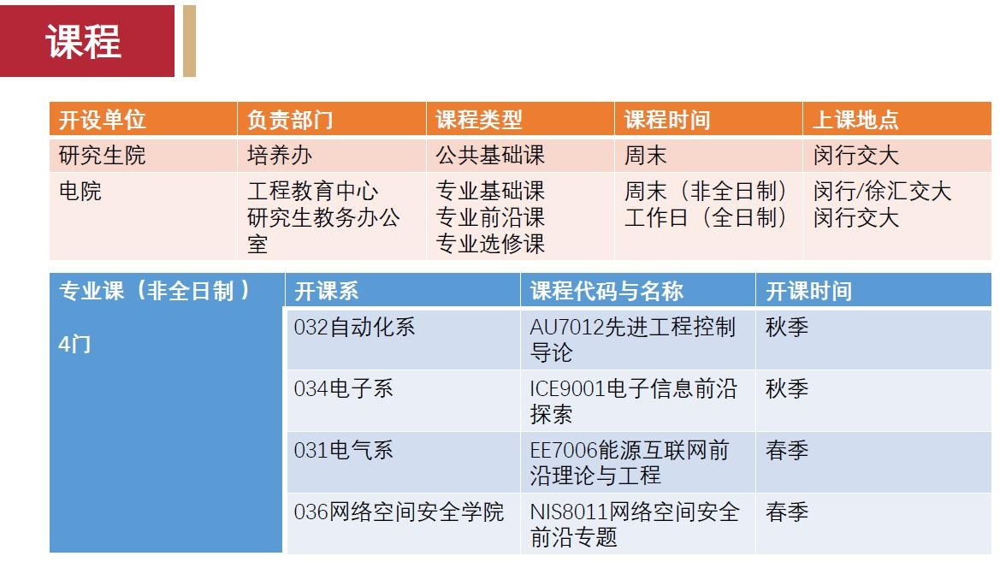 课程
开设单位 负责部门 课程类型 课程时间 上课地点
研究生院 培养办 公共基础课 周末 闵行交大
电院 工程教育中心 专业基础课 周末（非全日制） 闵行/徐汇交大
研究生教务办公 专业前沿课 工作日（全日制） 闵行交大
室 专业选修课
专业课（非全日制 ） 开课系 课程代码与名称 开课时间
4门
032自动化系 AU7012先进工程控制 秋季
导论
034电子系 ICE9001电子信息前沿 秋季
探索
031电气系 EE7006能源互联网前 春季
沿理论与工程
036网络空间安全学院 NIS8011网络空间安全 春季
前沿专题